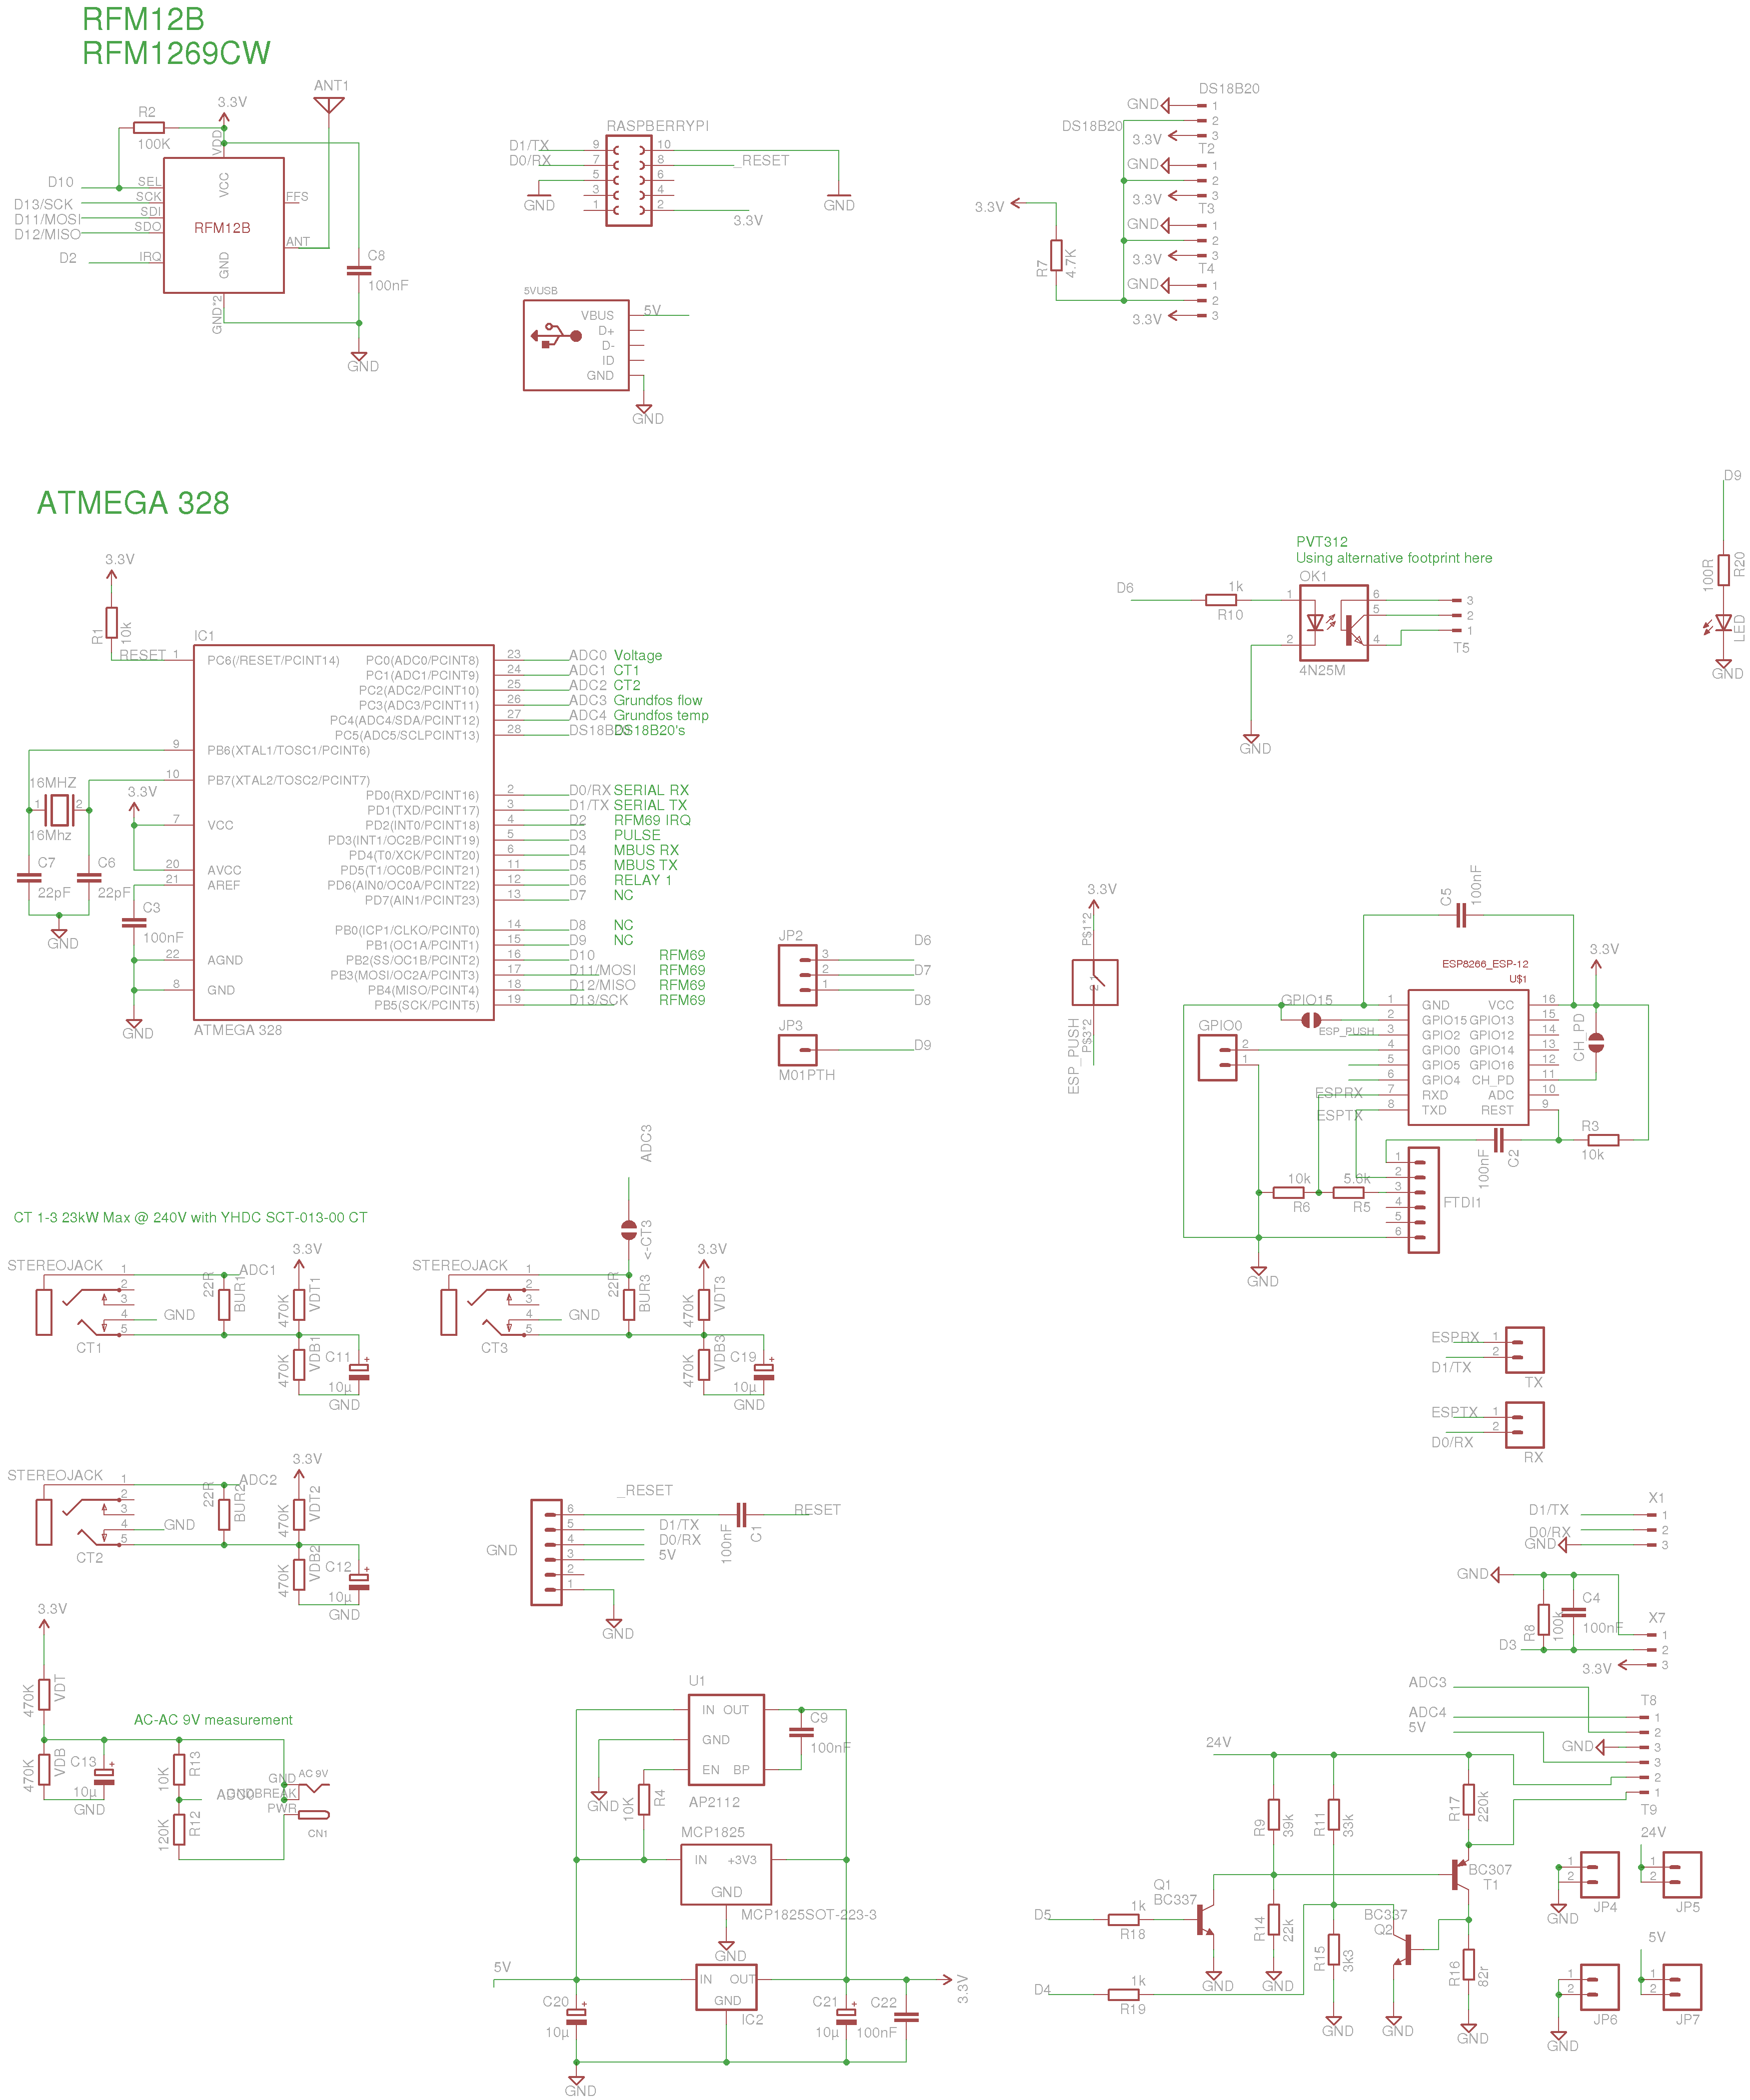 RFM12B
RFM1269CW
ANT1
3.3V
R2
100K
VDD
D10
SEL
D13/SCK
SCK
D11/MOSI
SDI
D12/MISO
SDO
D2
IRQ
VCC
RFM12B
GND
FFS
ANT
GND*2
C8
100nF
GND
RASPBERRYPI
D1/TX
D0/RX
9
7
5
3
1
10
8
6
4
2
_RESET
GND
GND
3.3V
5VUSB
VBUS
D+
D-
ID
GND
5V
GND
DS18B20
DS18B20
GND
1
2
3.3V
3
T2
GND
1
2
3.3V
3
T3
GND
1
2
3.3V
3
T4
GND
1
2
3.3V
3
3.3V
R7
4.7K
ATMEGA 328
3.3V
R1
10k
RESET
IC1
1 PC6(/RESET/PCINT14)
9 PB6(XTAL1/TOSC1/PCINT6)
10 PB7(XTAL2/TOSC2/PCINT7)
7 VCC
20 AVCC
21 AREF
22 AGND
8 GND
PC0(ADC0/PCINT8) 23 ADC0 Voltage
PC1(ADC1/PCINT9) 24 ADC1 CT1
PC2(ADC2/PCINT10) 25 ADC2 CT2
PC3(ADC3/PCINT11) 26 ADC3 Grundfos flow
PC4(ADC4/SDA/PCINT12) 27 ADC4 Grundfos temp
PC5(ADC5/SCLPCINT13) 28 DS18B20 DS18B20's
PD0(RXD/PCINT16) 2 D0/RX SERIAL RX
PD1(TXD/PCINT17) 3 D1/TX SERIAL TX
PD2(INT0/PCINT18) 4 D2 RFM69 IRQ
PD3(INT1/OC2B/PCINT19) 5 D3 PULSE
PD4(T0/XCK/PCINT20) 6 D4 MBUS RX
PD5(T1/OC0B/PCINT21) 11 D5 MBUS TX
PD6(AIN0/OC0A/PCINT22) 12 D6 RELAY 1
PD7(AIN1/PCINT23) 13 D7 NC
PB0(ICP1/CLKO/PCINT0) 14 D8 NC
PB1(OC1A/PCINT1) 15 D9 NC
PB2(SS/OC1B/PCINT2) 16 D10 RFM69
PB3(MOSI/OC2A/PCINT3) 17 D11/MOSI RFM69
PB4(MISO/PCINT4) 18 D12/MISO RFM69
PB5(SCK/PCINT5) 19 D13/SCK RFM69
ATMEGA 328
16MHZ
1
2
16Mhz
3.3V
C7
22pF
C6
22pF
GND
C3
100nF
GND
JP2
3 D6
2 D7
1 D8
JP3
D9
M01PTH
PVT312
Using alternative footprint here
OK1
D6
1k
R10
1
2
6
5
4
3
2
1
T5
4N25M
GND
D9
100R
R20
LED
GND
3.3V
P$1*2
2 1
P$3*2
ESP_PUSH
C5
100nF
3.3V
ESP8266_ESP-12
U$1
GPIO15
ESP_PUSH
GPIO0
2
1
1 GND
2 GPIO15
3 GPIO2
4 GPIO0
5 GPIO5
6 GPIO4
7 RXD
8 TXD
VCC 16
GPIO13 15
GPIO12 14
GPIO14 13
GPIO16 12
CH_PD 11
ADC 10
REST 9
CH_PD
ESPRX
ESPTX
100nF
C2
R3
10k
10k
R6
R5
1
2
3
4
5
6
FTDI1
GND
ESPRX 1
D1/TX 2
TX
ESPTX 1
D0/RX 2
RX
ADC3
CT 1-3 23kW Max @ 240V with YHDC SCT-013-00 CT
STEREOJACK
1
2
3
4
5
CT1
GND
22R
BUR1
ADC1
3.3V
470K
VDT1
470K
VDB1
C11
+
10µ
GND
STEREOJACK
1
2
3
4
5
CT3
GND
<-CT3
22R
BUR3
3.3V
470K
VDT3
470K
VDB3
C19
+
10µ
GND
STEREOJACK
1
2
3
4
5
CT2
GND
22R
BUR2
ADC2
3.3V
470K
VDT2
470K
VDB2
C12
+
10µ
GND
_RESET
RESET
GND
6
5
4
3
2
1
D1/TX
D0/RX
5V
100nF
C1
GND
3.3V
470K
VDT
AC-AC 9V measurement
470K
VDB
C13
+
10µ
GND
10K
R13
120K
R12
ADC0
GND
GNDBREAK
PWR
AC 9V
CN1
U1
IN OUT
GND
EN BP
AP2112
C9
100nF
GND
10K
R4
MCP1825
IN +3V3
GND
MCP1825SOT-223-3
GND
5V
IN OUT
GND
IC2
3.3V
C20
+
10µ
C21
+
10µ
C22
100nF
GND
X1
D1/TX 1
D0/RX 2
GND 3
GND
R8
100k
C4
100nF
X7
1
D3 2
3.3V 3
ADC3
ADC4
5V
T8
1
2
GND
3
3
2
1
T9
24V
R9
39k
R11
33k
R17
220k
BC307
T1
Q1
BC337
D5
1k
R18
R14
22k
R15
3k3
BC337
Q2
R16
82r
GND
GND
D4
1k
R19
GND
GND
GND
1
2
JP4
GND
24V
1
2
JP5
1
2
JP6
GND
5V
1
2
JP7